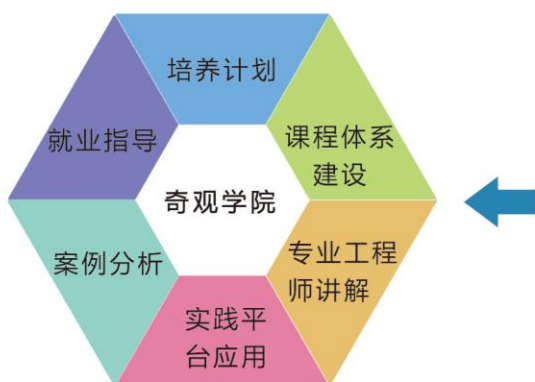 培养计划
课程体系
建设
就业指导
奇观学院
案例分析
专业工程
师讲解
实践平
台应用